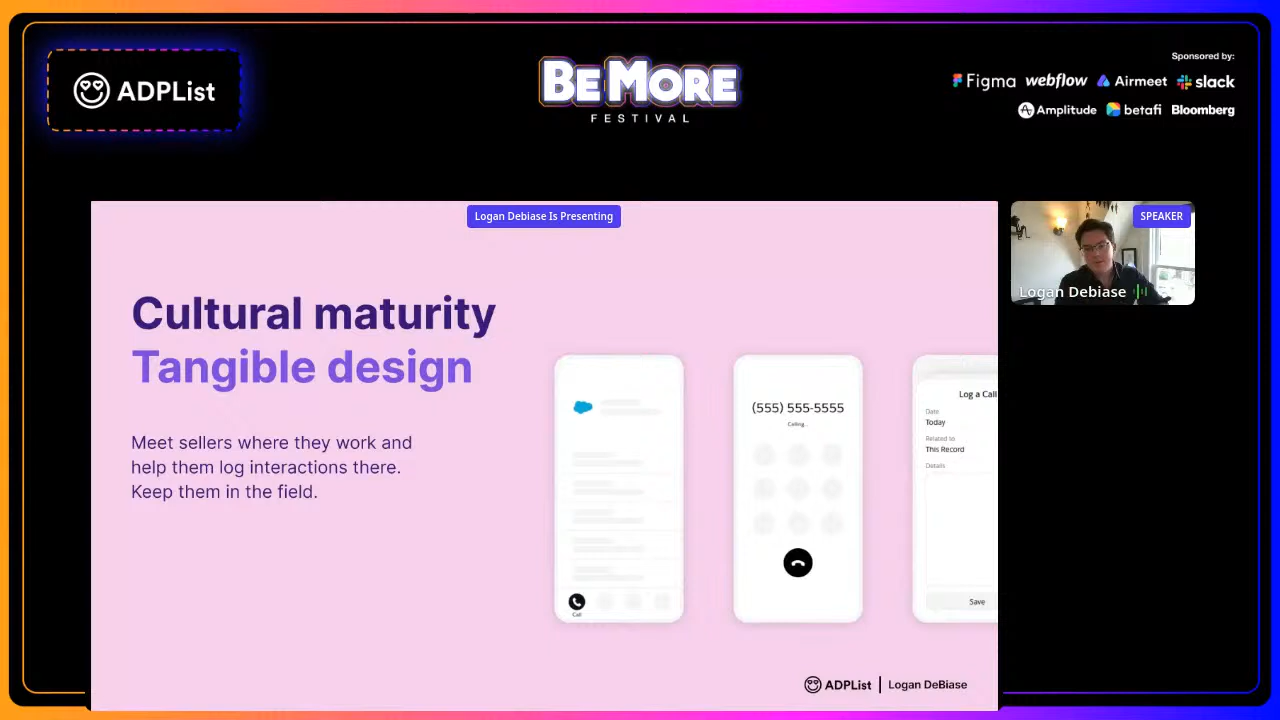 ADPList
BE MORE
FESTIVAL
Sponsored by:
Figma webflow Airmeet slack
Amplitude betafi Bloomberg
Logan Debiase Is Presenting
SPEAKER
Logan Debiase
Cultural maturity
Tangible design
Meet sellers where they work and
help them log interactions there.
Keep them in the field.
Call
(555) 555-5555
Calling...
Log a Call
Date
Today
Related to
This Record
Details
Save
ADPList | Logan DeBiase